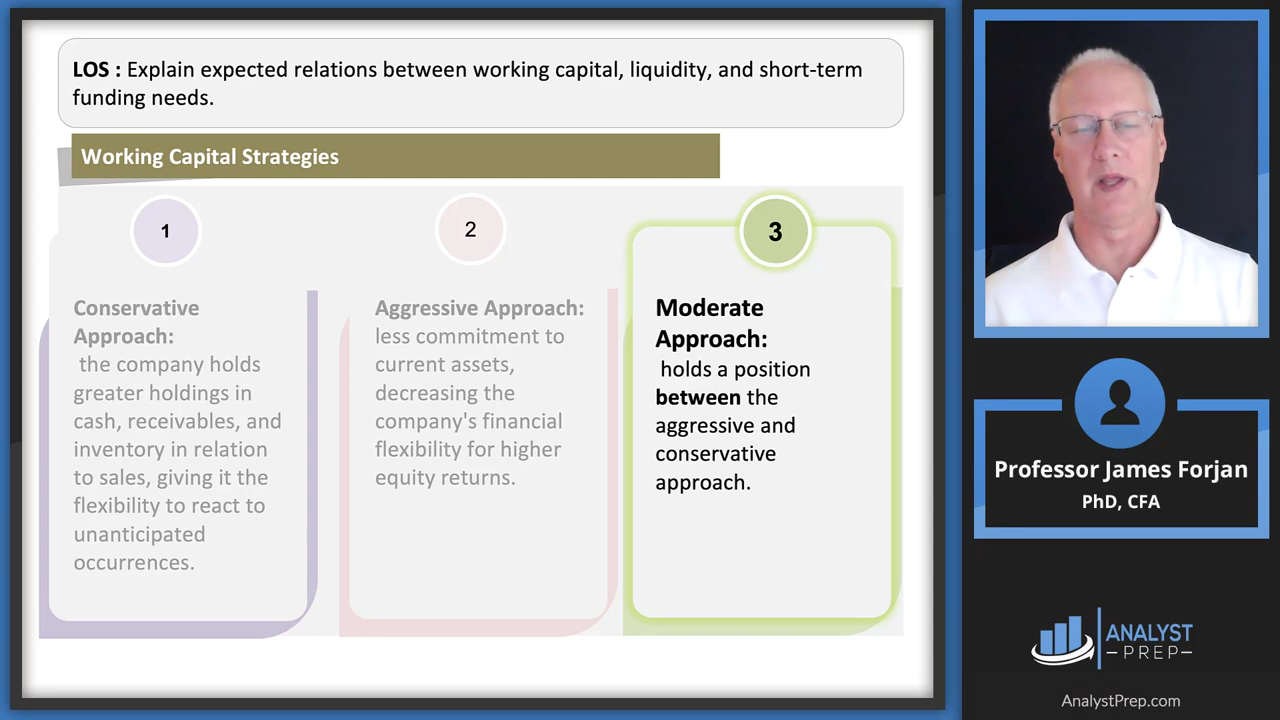 LOS : Explain expected relations between working capital, liquidity, and short-term
funding needs.
Working Capital Strategies
1
Conservative
Approach:
the company holds
greater holdings in
cash, receivables, and
inventory in relation
to sales, giving it the
flexibility to react to
unanticipated
occurrences.
2
Aggressive Approach:
less commitment to
current assets,
decreasing the
company's financial
flexibility for higher
equity returns.
3
Moderate
Approach:
holds a position
between the
aggressive and
conservative
approach.
Professor James Forjan
PhD, CFA
ANALYST
PREP
AnalystPrep.com